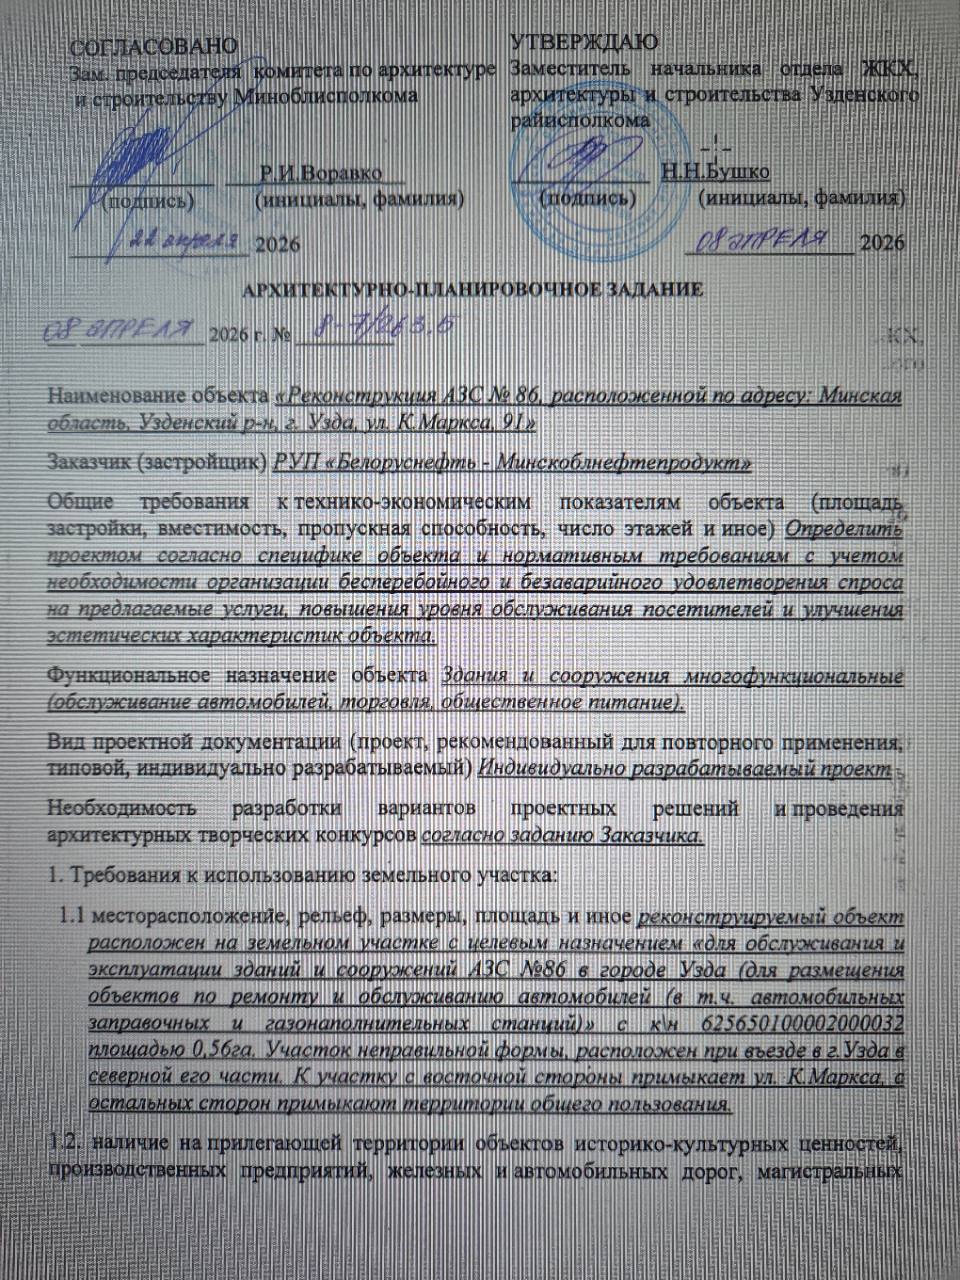 СОГЛАСОВАНО
Зам. председателя комитета по архитектуре
и строительству Миноблисполкома
Р.И.Воравко
(подпись) (инициалы, фамилия)
22 апреля 2026
УТВЕРЖДАЮ
Заместитель начальника отдела ЖКХ,
архитектуры и строительства Узденского
райисполкома
Н.Н.Бушко
(подпись) (инициалы, фамилия)
08 апреля 2026
АРХИТЕКТУРНО-ПЛАНИРОВОЧНОЕ ЗАДАНИЕ
08 апреля 2026 г. №
Наименование объекта «Реконструкция АЗС № 86, расположенной по адресу: Минская
область, Узденский р-н, г. Узда, ул. К.Маркса, 91»
Заказчик (застройщик) РУП «Белоруснефть - Минскоблнефтепродукт»
Общие требования к технико-экономическим показателям объекта (площадь
застройки, вместимость, пропускная способность, число этажей и иное) Определить
проектом согласно специфике объекта и нормативным требованиям с учетом
необходимости организации бесперебойного и безаварийного удовлетворения спроса
на предлагаемые услуги, повышения уровня обслуживания посетителей и улучшения
эстетических характеристик объекта.
Функциональное назначение объекта Здания и сооружения многофункциональные
(обслуживание автомобилей, торговля, общественное питание).
Вид проектной документации (проект, рекомендованный для повторного применения,
типовой, индивидуально разрабатываемый) Индивидуально разрабатываемый проект
Необходимость разработки вариантов проектных решений и проведения
архитектурных творческих конкурсов согласно заданию Заказчика.
1. Требования к использованию земельного участка:
1.1 месторасположение, рельеф, размеры, площадь и иное реконструируемый объект
расположен на земельном участке с целевым назначением «для обслуживания и
эксплуатации зданий и сооружений АЗС №86 в городе Узда (для размещения
объектов по ремонту и обслуживанию автомобилей (в т.ч. автомобильных
заправочных и газонаполнительных станций)» с к\н 625650100002000032
площадью 0,56га. Участок неправильной формы, расположен при въезде в г.Узда в
северной его части. К участку с восточной стороны примыкает ул. К.Маркса, с
остальных сторон примыкают территории общего пользования.
1.2. наличие на прилегающей территории объектов историко-культурных ценностей,
производственных предприятий, железных и автомобильных дорог, магистральных